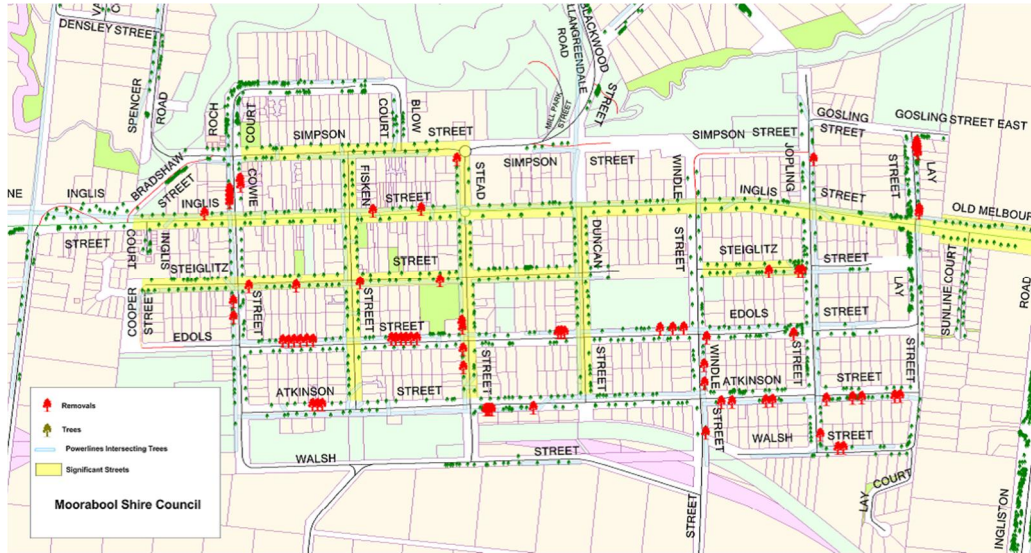 DENSLEY STREET
SPENCER
ROAD
ROCH
COURT
COURT
BLOW
BLACKWOOD
STREET
ROAD
MILL PARK
STREET
SIMPSON
STREET
SIMPSON
STREET
SIMPSON
STREET
GOSLING
STREET
GOSLING STREET EAST
BRADSHAW
STREET
COWIE
FISKEN
STEAD
WINDLE
JOPLING
LAY
STREET
NE
INGLIS
INGLIS
STREET
INGLIS
STREET
OLD MELBOUR
STREET
COURT
INGLIS
STEIGLITZ
STREET
DUNCAN
STREET
STEIGLITZ
STREET
LAY
SUNLINE COURT
ROAD
COOPER
STREET
EDOLS
STREET
STREET
STREET
EDOLS
STREET
ATKINSON
STREET
STREET
STREET
WINDLE
ATKINSON
STREET
STREET
STREET
WALSH
STREET
STREET
WALSH
STREET
LAY
COURT
STREET
INGLISTON
Removals
Trees
Powerlines Intersecting Trees
Significant Streets
Moorabool Shire Council